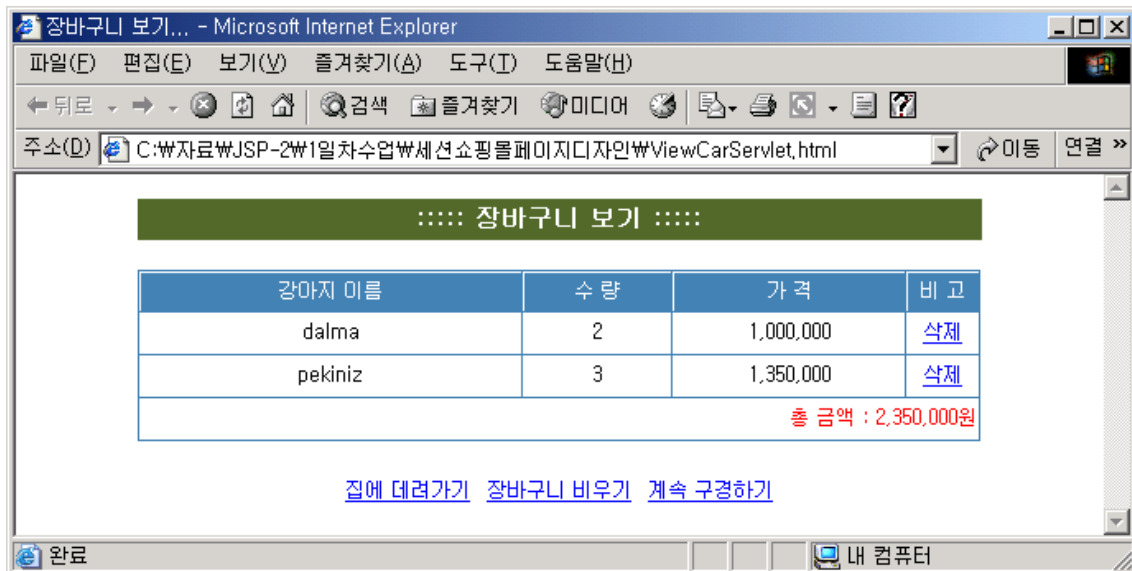 장바구니 보기... - Microsoft Internet Explorer
파일(F) 편집(E) 보기(V) 즐겨찾기(A) 도구(T) 도움말(H)
뒤로 검색 즐겨찾기 미디어
주소(D) C:₩자료₩JSP-2₩1일차수업₩세션쇼핑몰페이지디자인₩ViewCarServlet.html 이동 연결 »
::::: 장바구니 보기 :::::
강아지 이름 수 량 가 격 비 고
dalma 2 1,000,000 삭제
pekiniz 3 1,350,000 삭제
총 금액 : 2,350,000원
집에 데려가기 장바구니 비우기 계속 구경하기
완료 내 컴퓨터